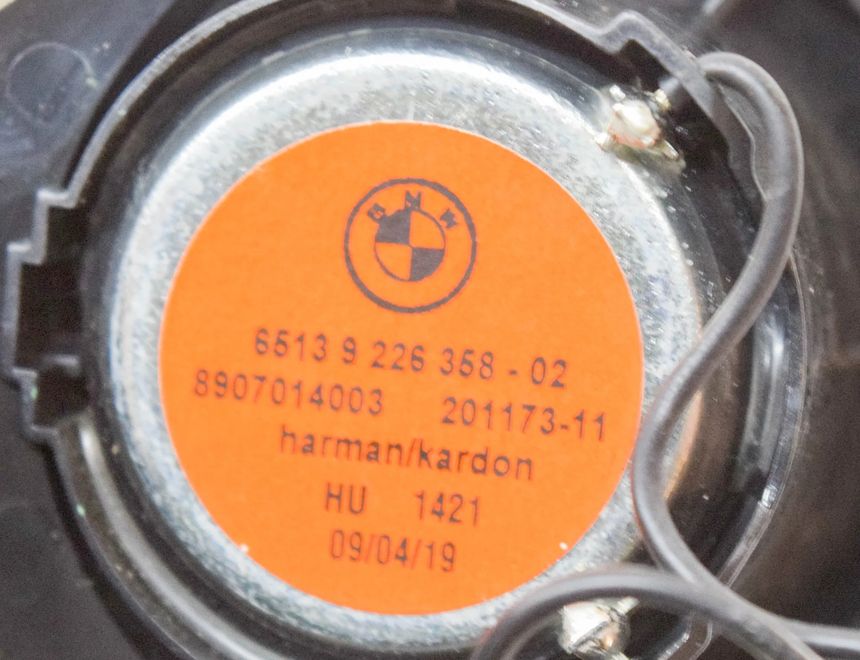 BMW
6513 9 226 358 - 02
8907014003 201173-11
harman/kardon
HU 1421
09/04/19